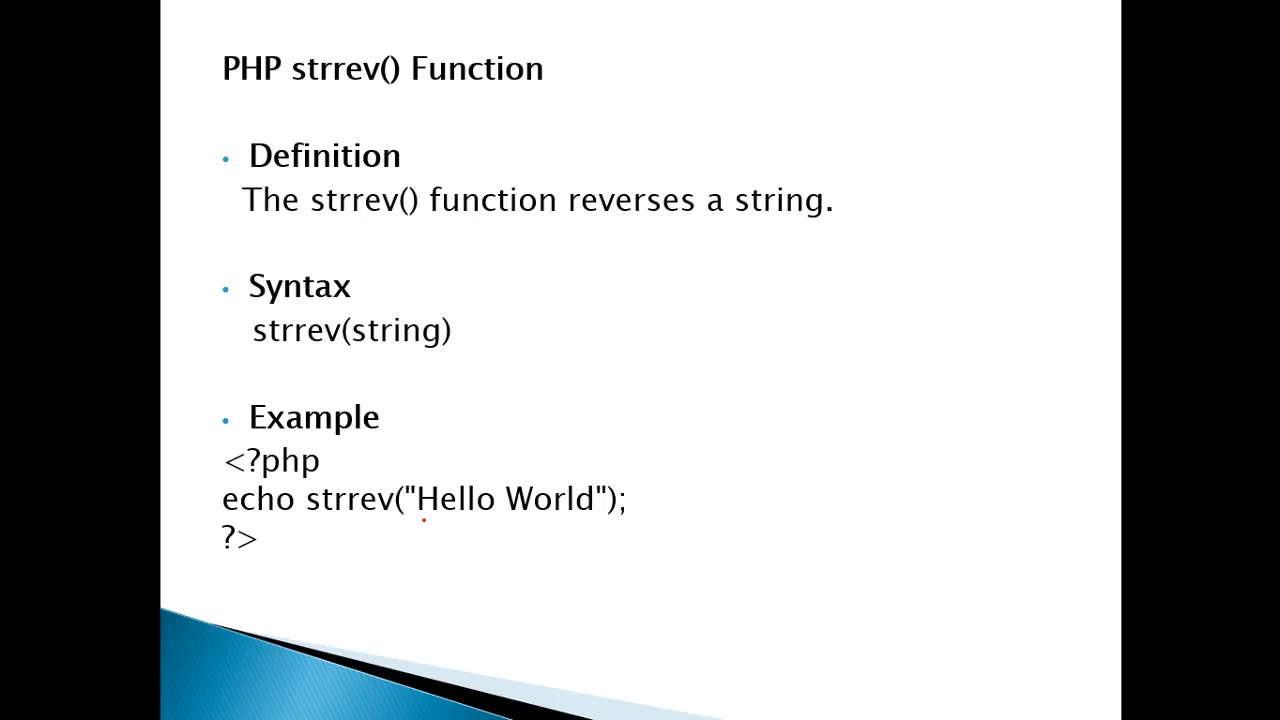 PHP strrev() Function
• Definition
The strrev() function reverses a string.
• Syntax
strrev(string)
• Example
<?php
echo strrev("Hello World");
?>